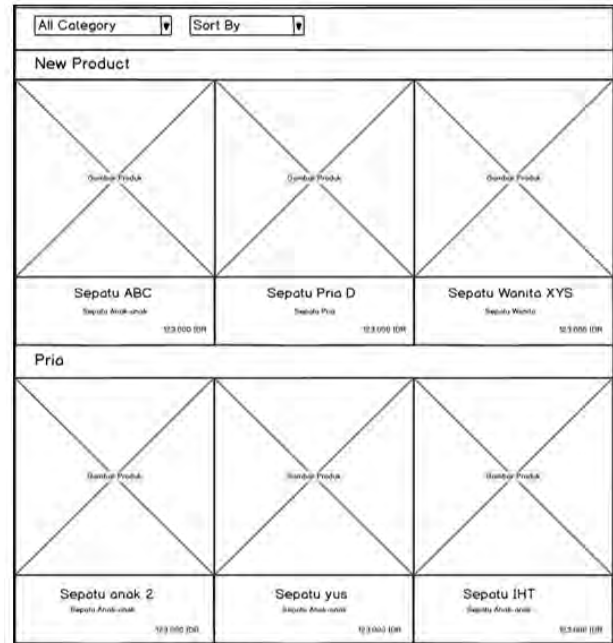 All Category Sort By
New Product
Gambar Produk Gambar Produk Gambar Produk
Sepatu ABC Sepatu Pria D Sepatu Wanita XYS
Sepatu Anak-anak Sepatu Pria Sepatu Wanita
123.000 IDR 123.000 IDR 123.000 IDR
Pria
Gambar Produk Gambar Produk Gambar Produk
Sepatu anak 2 Sepatu yus Sepatu IHT
Sepatu Anak-anak Sepatu Anak-anak Sepatu Anak-anak
123.000 IDR 123.000 IDR 123.000 IDR